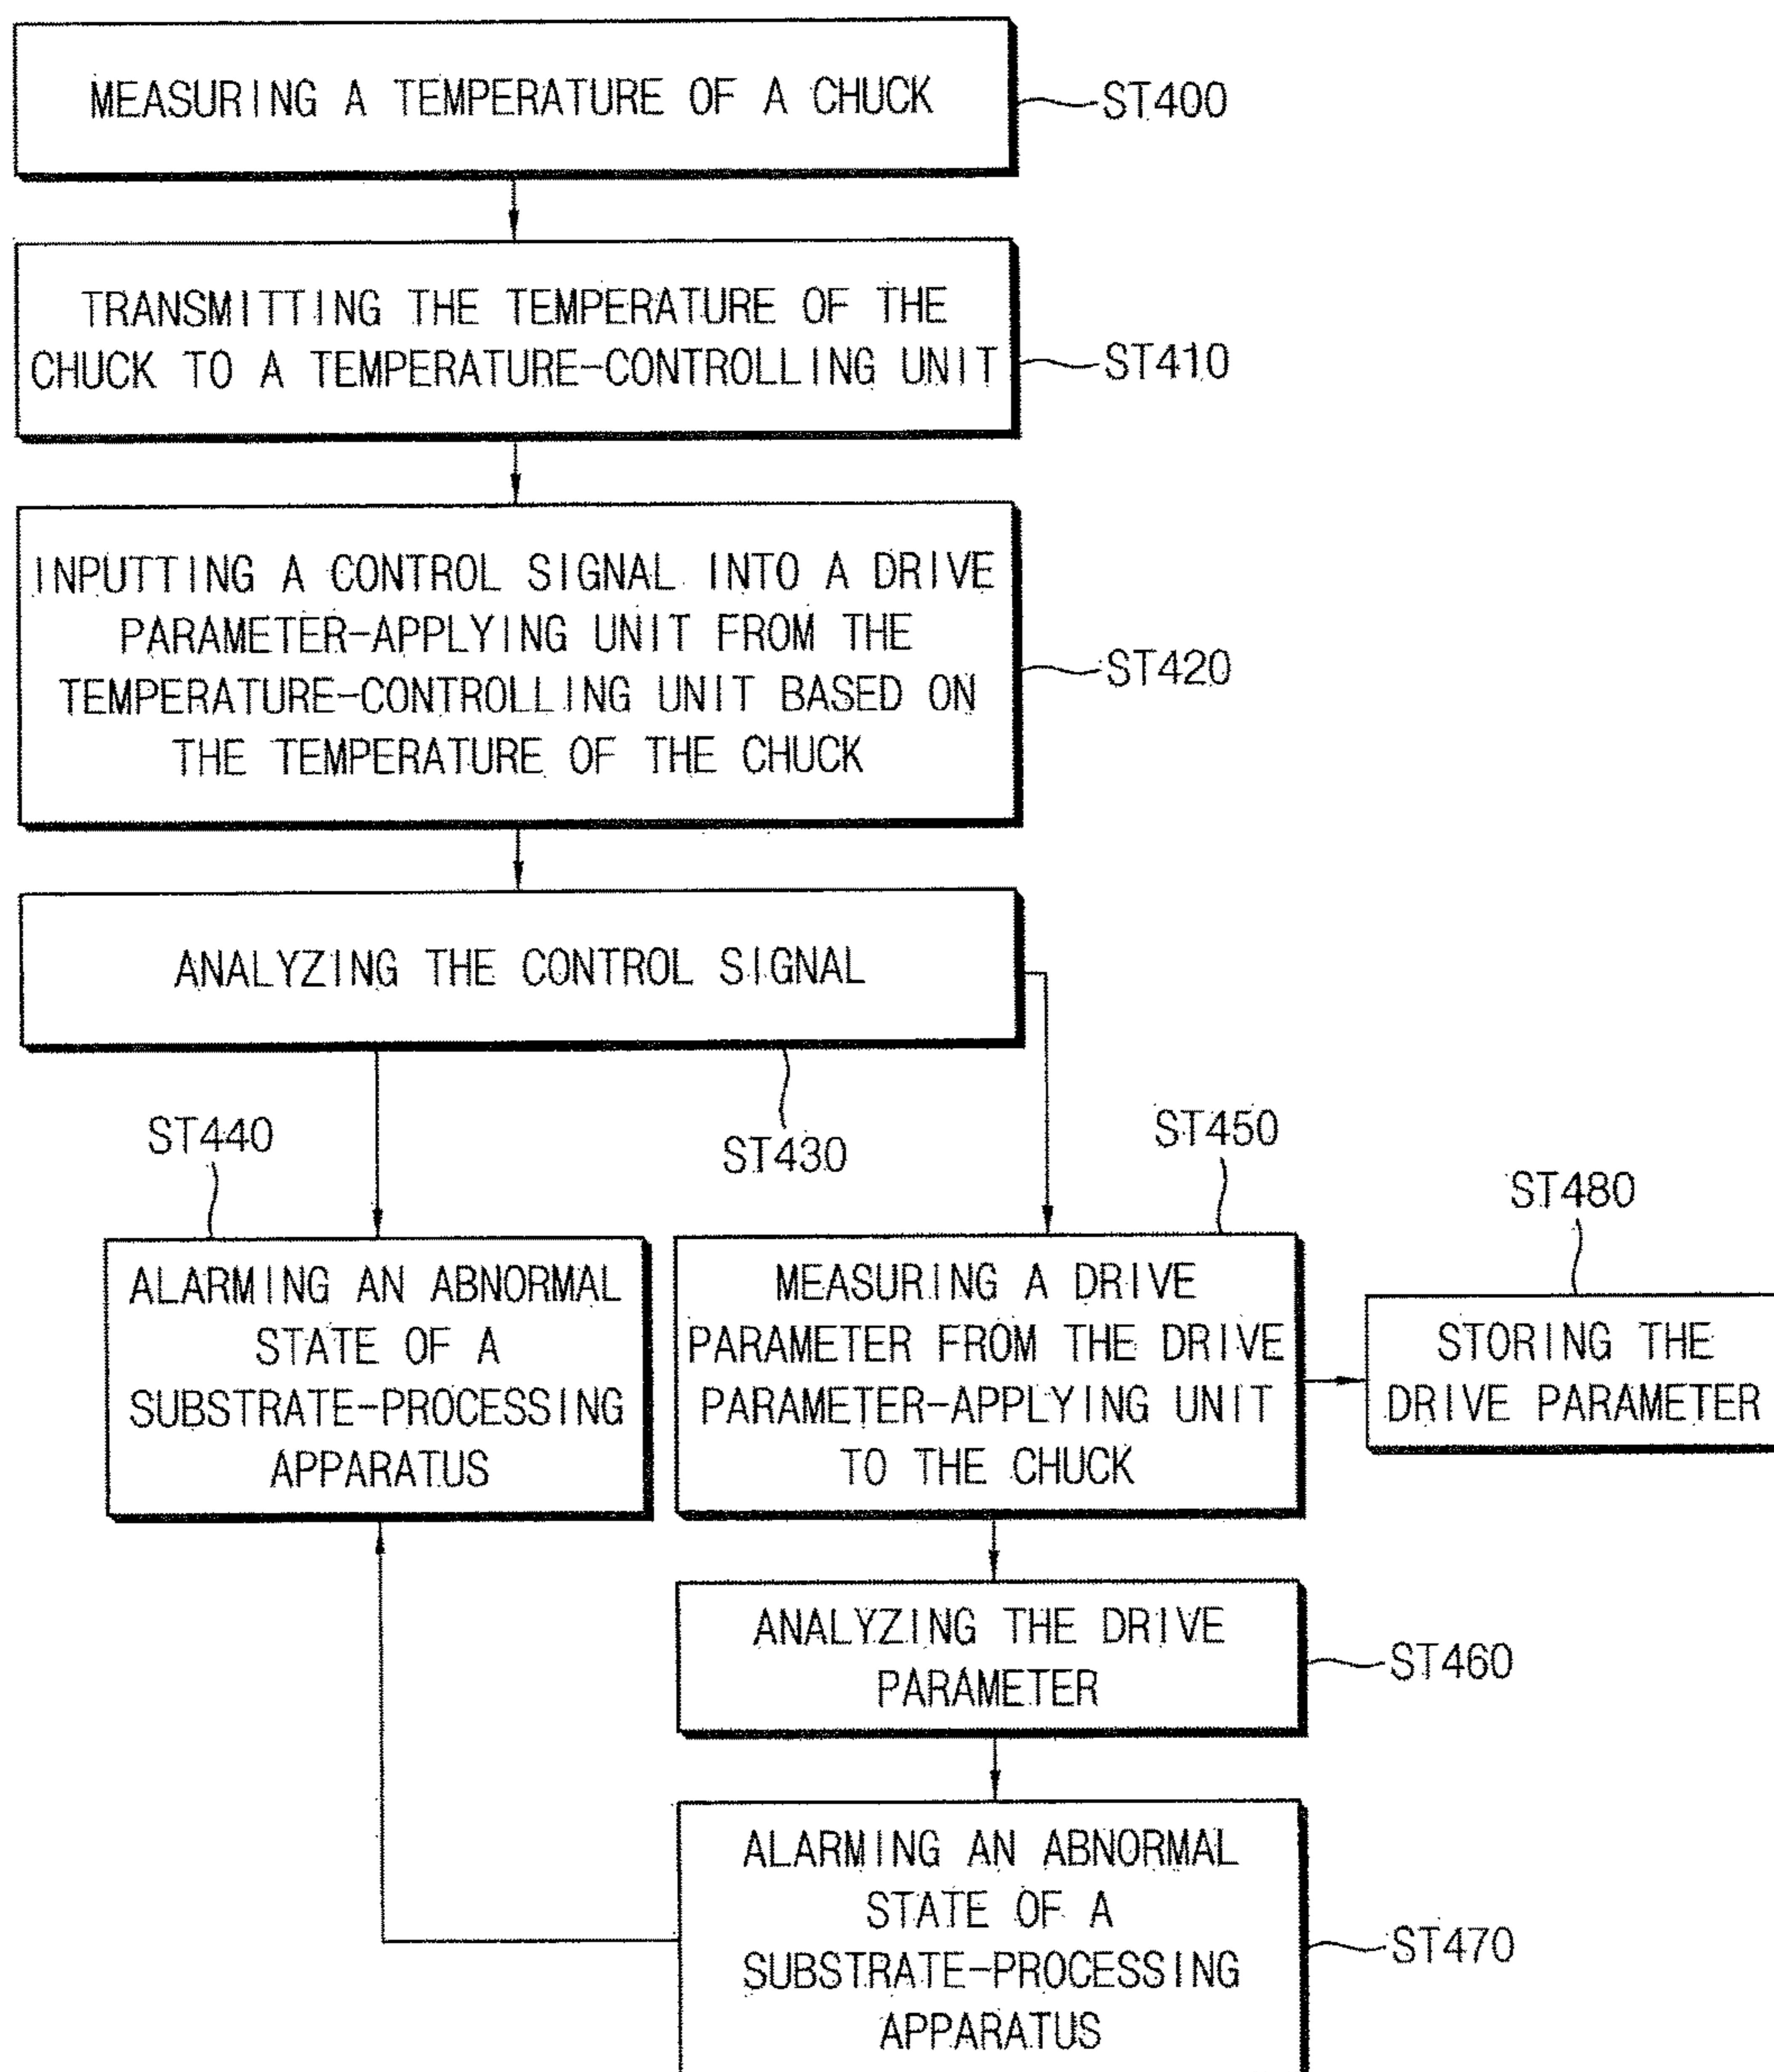 MEASURING A TEMPERATURE OF A CHUCK
ST400
TRANSMITTING THE TEMPERATURE OF THE
CHUCK TO A TEMPERATURE-CONTROLLING UNIT
ST410
INPUTTING A CONTROL SIGNAL INTO A DRIVE
PARAMETER-APPLYING UNIT FROM THE
TEMPERATURE-CONTROLLING UNIT BASED ON
THE TEMPERATURE OF THE CHUCK
ST420
ANALYZING THE CONTROL SIGNAL
ST430
ST440
ALARMING AN ABNORMAL
STATE OF A
SUBSTRATE-PROCESSING
APPARATUS
ST450
MEASURING A DRIVE
PARAMETER FROM THE DRIVE
PARAMETER-APPLYING UNIT
TO THE CHUCK
ST480
STORING THE
DRIVE PARAMETER
ANALYZING THE DRIVE
PARAMETER
ST460
ALARMING AN ABNORMAL
STATE OF A
SUBSTRATE-PROCESSING
APPARATUS
ST470